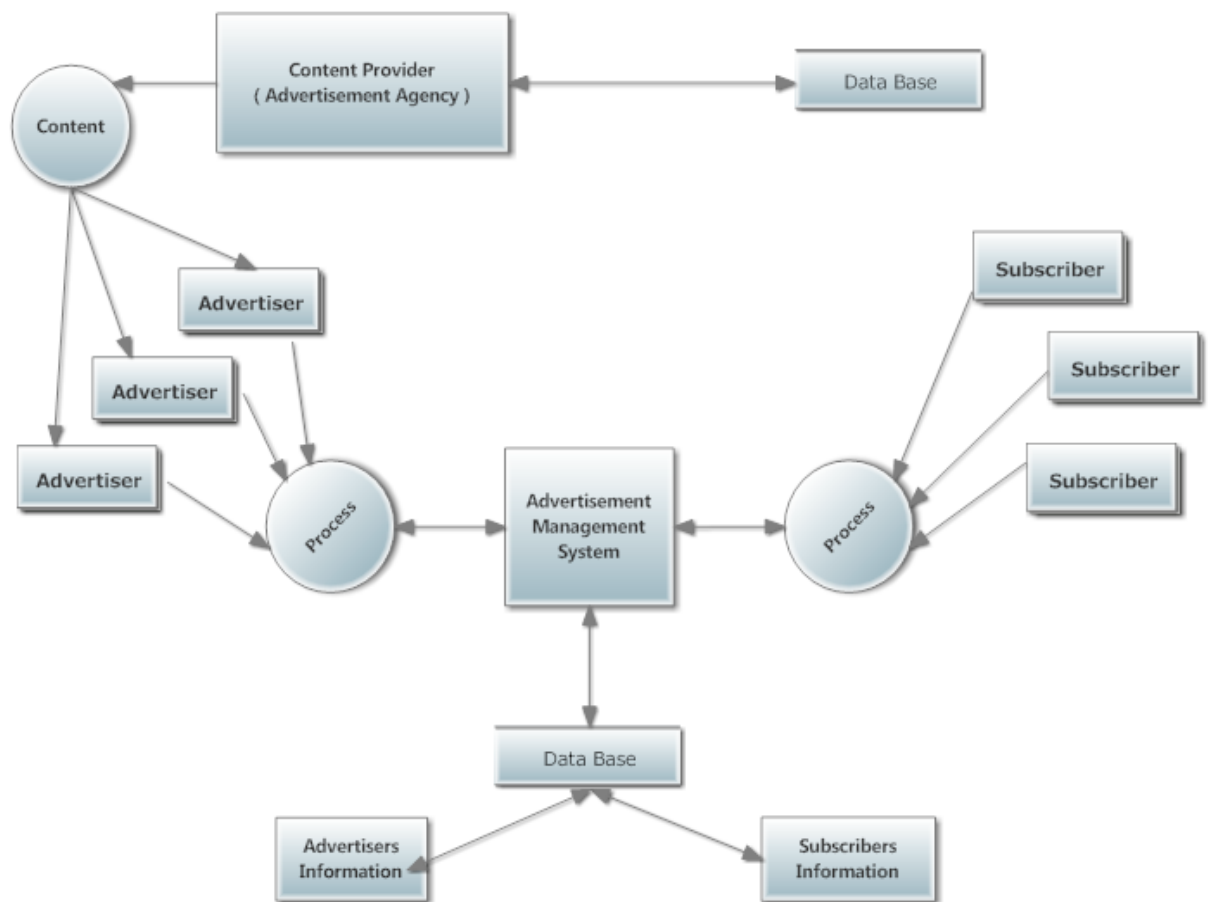 Content Provider
( Advertisement Agency )
Data Base
Content
Advertiser
Advertiser
Advertiser
Subscriber
Subscriber
Subscriber
Process
Advertisement
Management
System
Process
Data Base
Advertisers
Information
Subscribers
Information